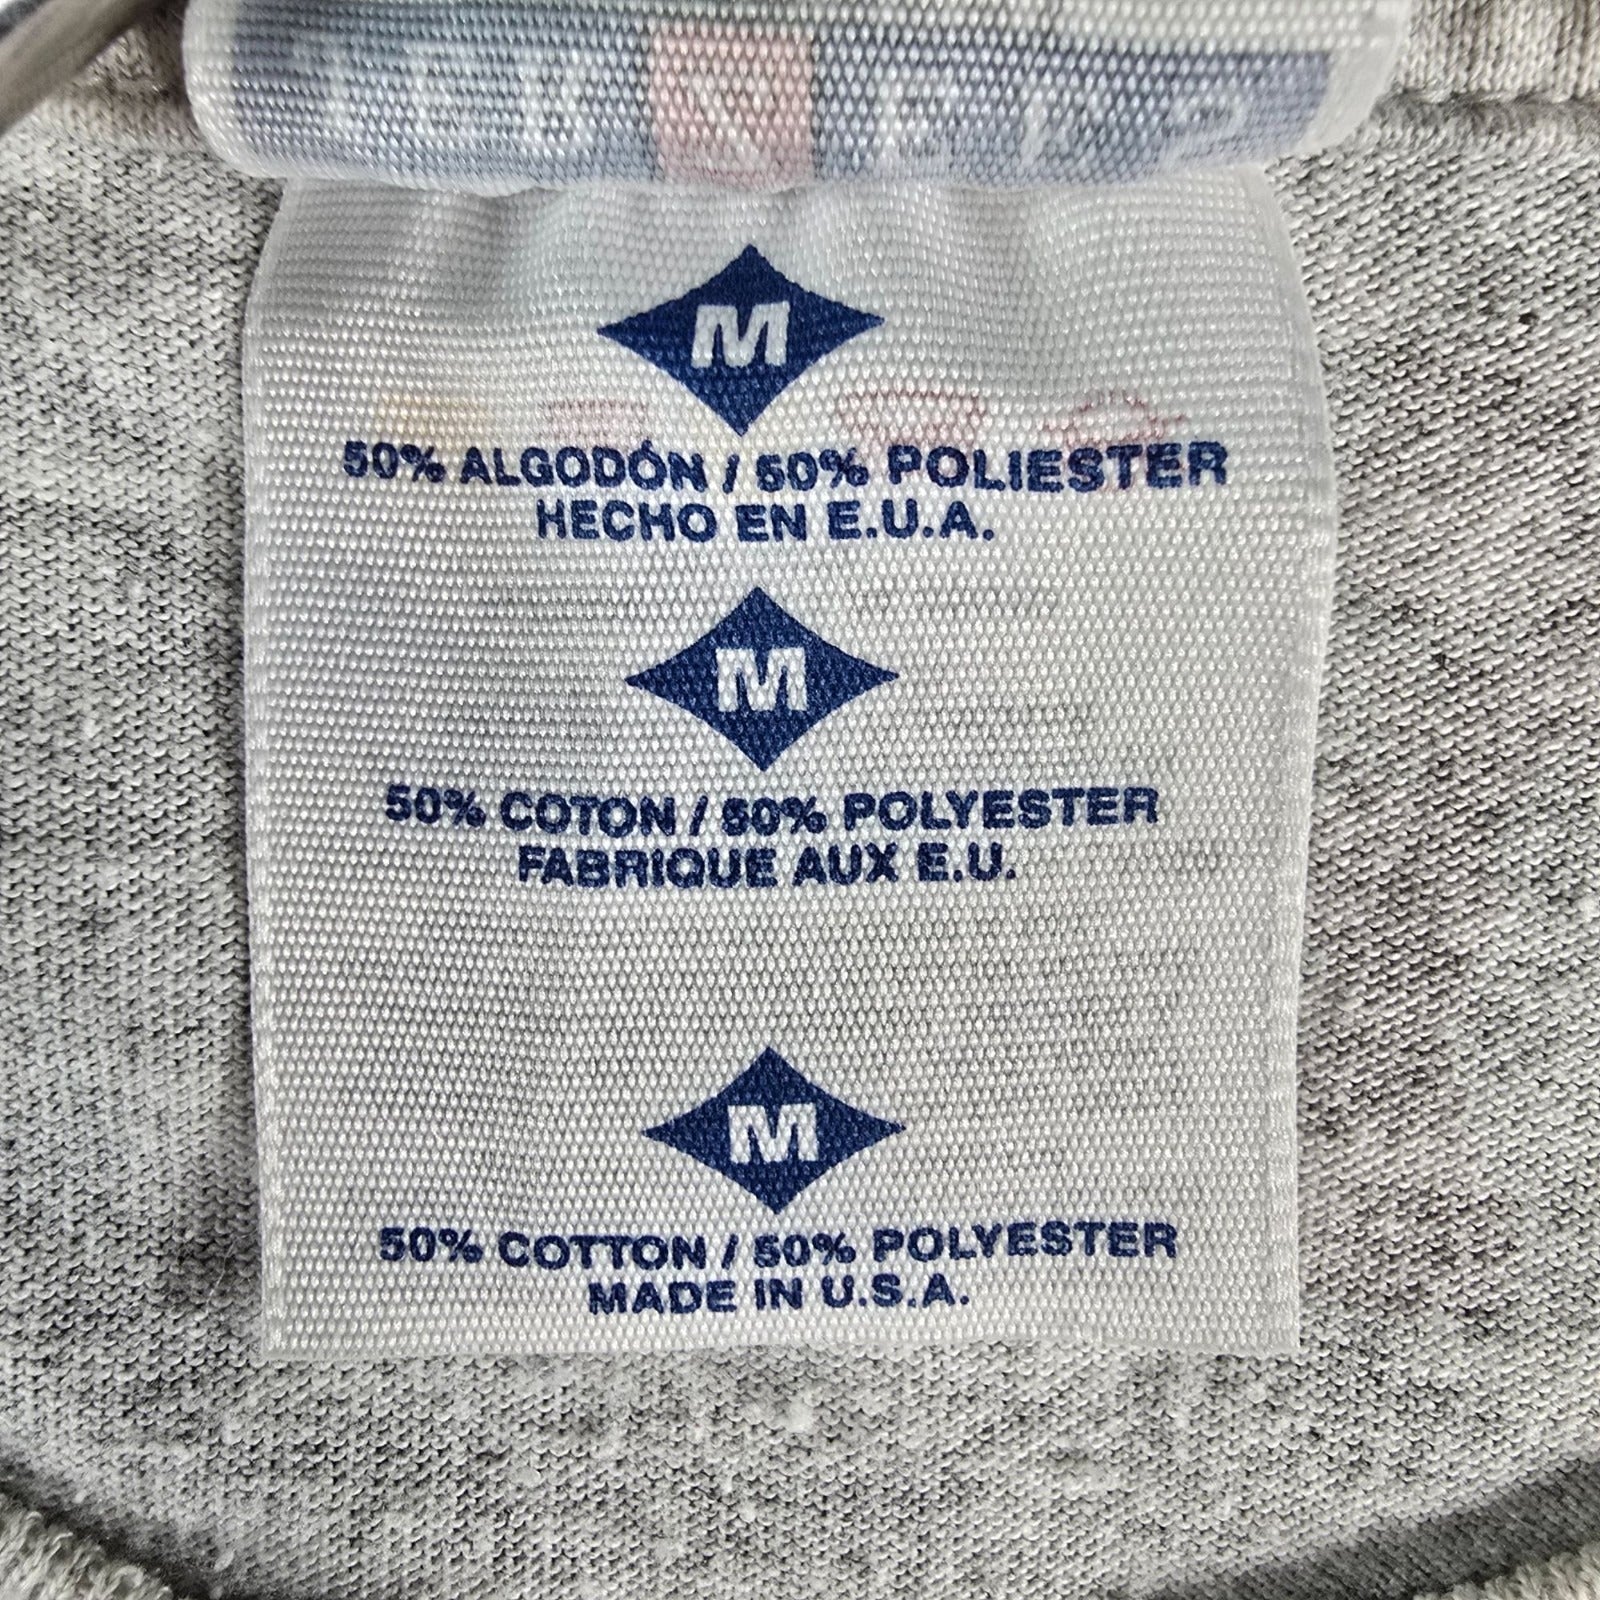 M
50% ALGODÓN / 50% POLIESTER
HECHO EN E.U.A.
M
50% COTON / 50% POLYESTER
FABRIQUE AUX E.U.
M
50% COTTON / 50% POLYESTER
MADE IN U.S.A.